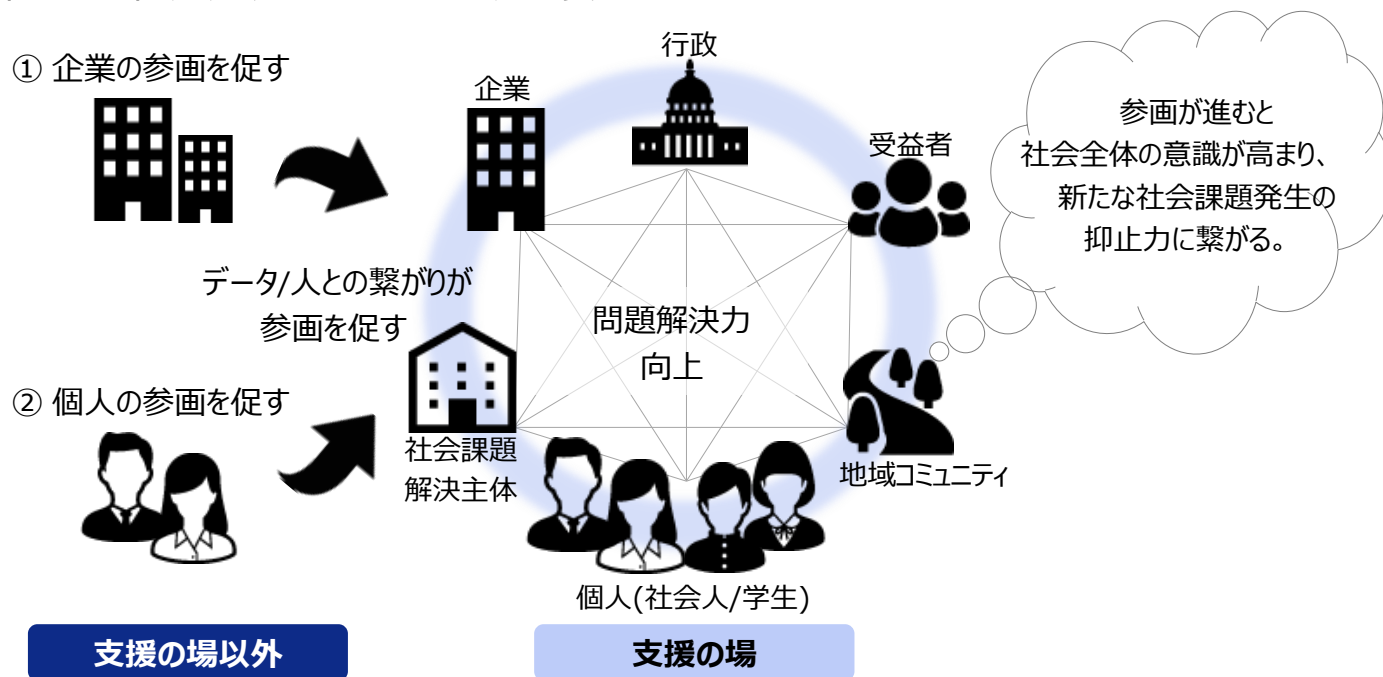 ① 企業の参画を促す
データ/人との繋がりが
参画を促す
② 個人の参画を促す
支援の場以外
行政
企業
受益者
問題解決力
向上
社会課題
解決主体
地域コミュニティ
個人(社会人/学生)
支援の場
参画が進むと
社会全体の意識が高まり、
新たな社会課題発生の
抑止力に繋がる。